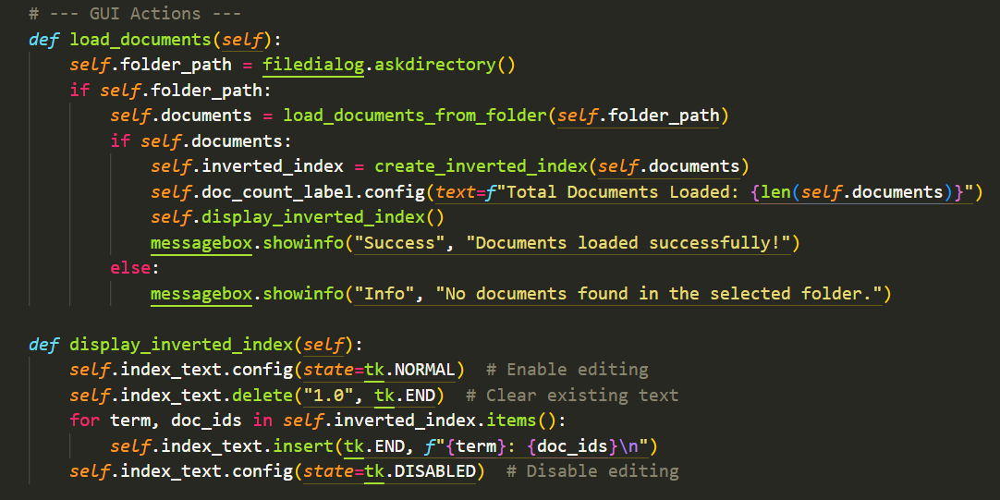 # --- GUI Actions ---
def load_documents(self):
    self.folder_path = filedialog.askdirectory()
    if self.folder_path:
        self.documents = load_documents_from_folder(self.folder_path)
        if self.documents:
            self.inverted_index = create_inverted_index(self.documents)
            self.doc_count_label.config(text=f"Total Documents Loaded: {len(self.documents)}")
            self.display_inverted_index()
            messagebox.showinfo("Success", "Documents loaded successfully!")
        else:
            messagebox.showinfo("Info", "No documents found in the selected folder.")

def display_inverted_index(self):
    self.index_text.config(state=tk.NORMAL)  # Enable editing
    self.index_text.delete("1.0", tk.END)  # Clear existing text
    for term, doc_ids in self.inverted_index.items():
        self.index_text.insert(tk.END, f"{term}: {doc_ids}\n")
    self.index_text.config(state=tk.DISABLED)  # Disable editing